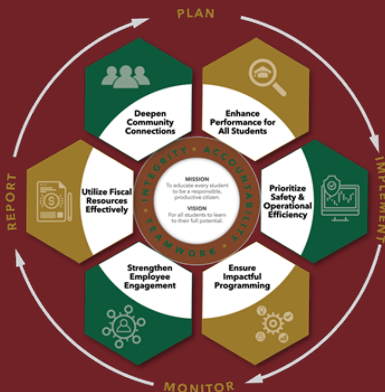 PLAN
Deepen
Community
Connections
Enhance
Performance for
All Students
INTEGRITY • ACCOUNTABILITY • TEAMWORK •
MISSION
To educate every student
to be a responsible,
productive citizen.
VISION
For all students to learn
to their full potential.
REPORT
Utilize Fiscal
Resources
Effectively
$
Prioritize
Safety &
Operational
Efficiency
IMPLEMENT
Strengthen
Employee
Engagement
Ensure
Impactful
Programming
MONITOR